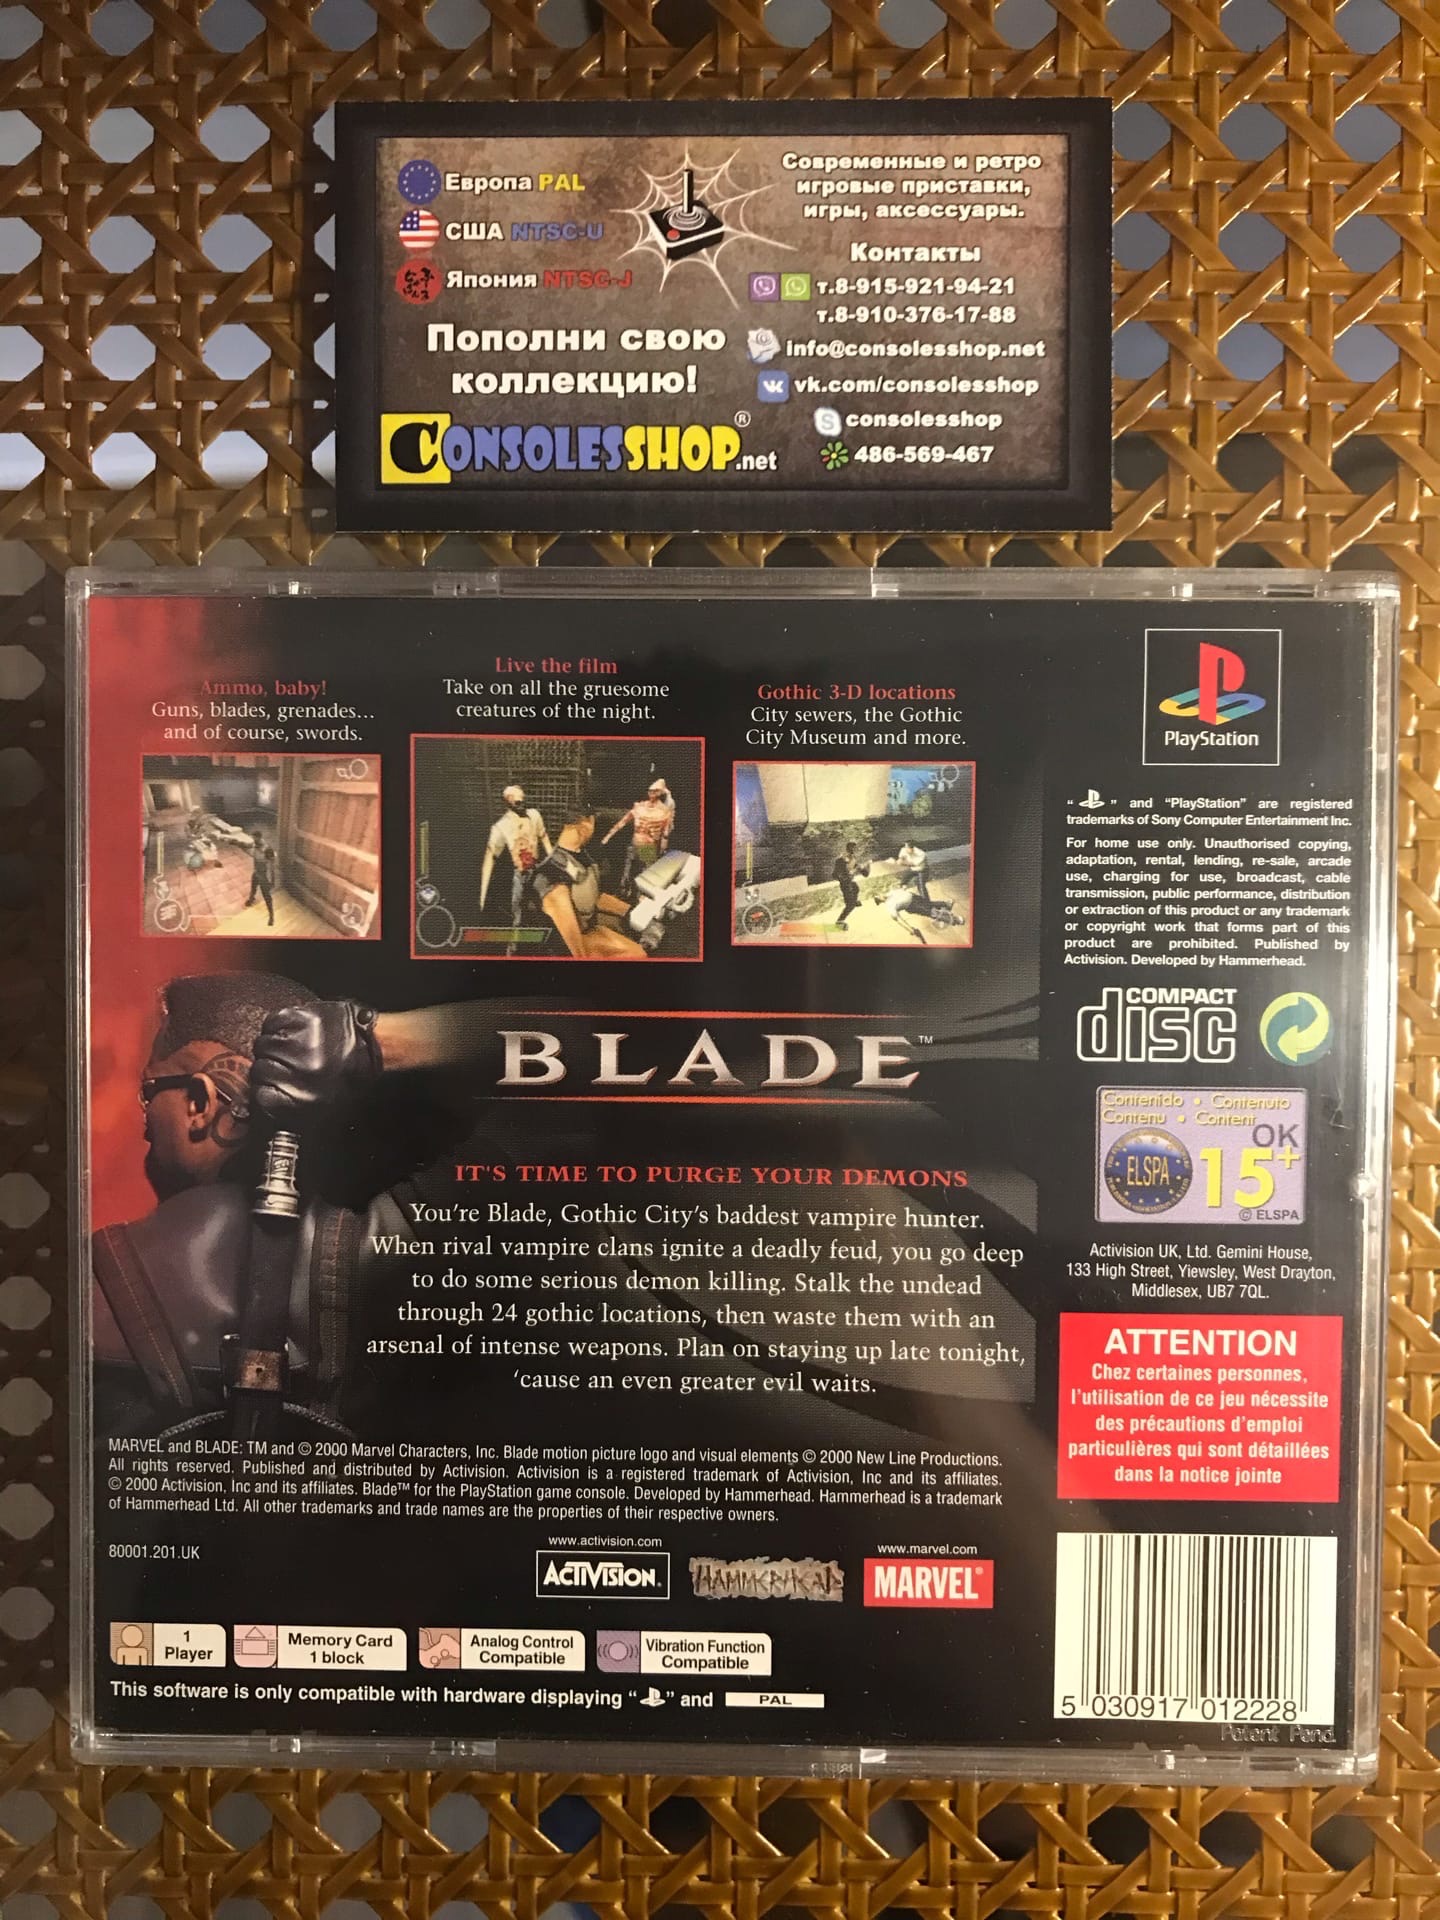 Европа PAL
США NTSC-U
Япония NTSC-J
Пополни свою
коллекцию!
CONSOLESSHOP.net
®
Современные и ретро
игровые приставки,
игры, аксессуары.
Контакты
т.8-915-921-94-21
т.8-910-376-17-88
info@consolesshop.net
vk.com/consolesshop
consolesshop
486-569-467
Ammo, baby!
Guns, blades, grenades...
and of course, swords.
Live the film
Take on all the gruesome
creatures of the night.
Gothic 3-D locations
City sewers, the Gothic
City Museum and more.
PlayStation
“ ” and “PlayStation” are registered
trademarks of Sony Computer Entertainment Inc.
For home use only. Unauthorised copying,
adaptation, rental, lending, re-sale, arcade
use, charging for use, broadcast, cable
transmission, public performance, distribution
or extraction of this product or any trademark
or copyright work that forms part of this
product are prohibited. Published by
Activision. Developed by Hammerhead.
COMPACT
disc
BLADE™
IT'S TIME TO PURGE YOUR DEMONS
You're Blade, Gothic City's baddest vampire hunter.
When rival vampire clans ignite a deadly feud, you go deep
to do some serious demon killing. Stalk the undead
through 24 gothic locations, then waste them with an
arsenal of intense weapons. Plan on staying up late tonight,
‘cause an even greater evil waits.
Contenido • Contenuto
Contenu • Content
OK
ELSPA
15+
© ELSPA
Activision UK, Ltd. Gemini House,
133 High Street, Yiewsley, West Drayton,
Middlesex, UB7 7QL.
ATTENTION
Chez certaines personnes,
l'utilisation de ce jeu nécessite
des précautions d'emploi
particulières qui sont détaillées
dans la notice jointe
MARVEL and BLADE: TM and © 2000 Marvel Characters, Inc. Blade motion picture logo and visual elements © 2000 New Line Productions.
All rights reserved. Published and distributed by Activision. Activision is a registered trademark of Activision, Inc and its affiliates.
© 2000 Activision, Inc and its affiliates. Blade™ for the PlayStation game console. Developed by Hammerhead. Hammerhead is a trademark
of Hammerhead Ltd. All other trademarks and trade names are the properties of their respective owners.
80001.201.UK
www.activision.com
ACTIVISION.
HAMMERHEAD
www.marvel.com
MARVEL®
1
Player
Memory Card
1 block
Analog Control
Compatible
Vibration Function
Compatible
This software is only compatible with hardware displaying “ ” and PAL
5 030917 012228
Patent Pend.